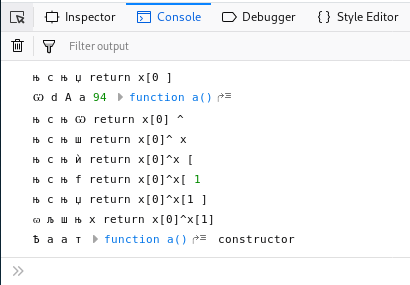 Inspector Console Debugger {} Style Editor
Filter output
њ с њ џ return x[0 ]
Ѡ d A a 94 function a()
њ с њ Ѡ return x[0] ^
њ с њ ш return x[0]^ x
њ с њ ѝ return x[0]^x [
њ с њ f return x[0]^x[ 1
њ с њ џ return x[0]^x[1 ]
ѡ љ ш њ x return x[0]^x[1]
ѣ a a т function a() constructor